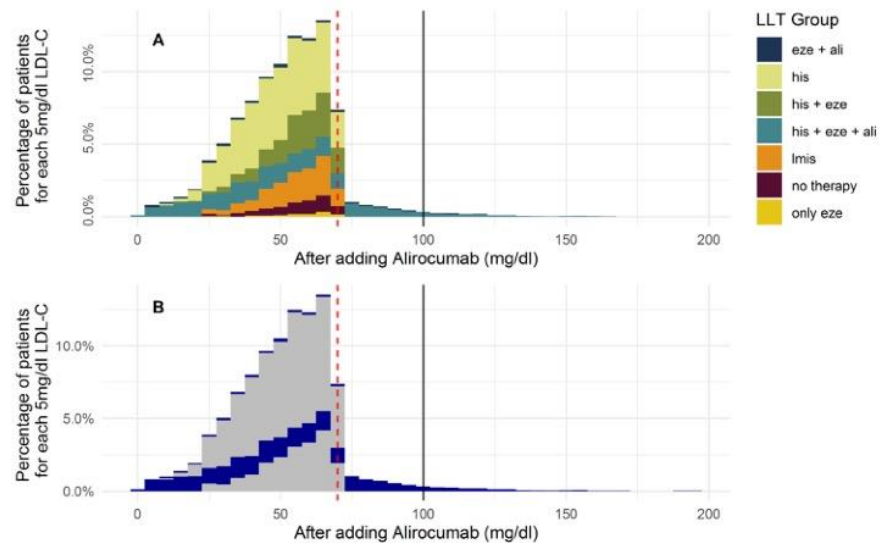 A
Percentage of patients
for each 5mg/dl LDL-C
10.0%
5.0%
0.0%
0
50
100
150
200
After adding Alirocumab (mg/dl)
LLT Group
eze + ali
his
his + eze
his + eze + ali
lmis
no therapy
only eze
B
Percentage of patients
for each 5mg/dl LDL-C
10.0%
5.0%
0.0%
0
50
100
150
200
After adding Alirocumab (mg/dl)